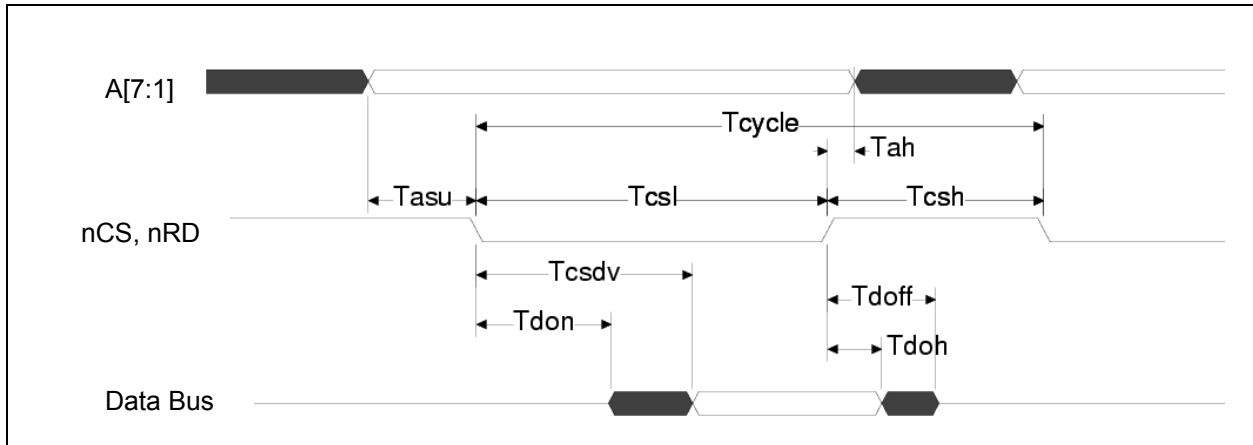 A[7:1]
Tcycle
Tah
Tasu
Tcsl
Tcsh
nCS, nRD
Tcsdv
Tdoff
Tdon
Tdoh
Data Bus